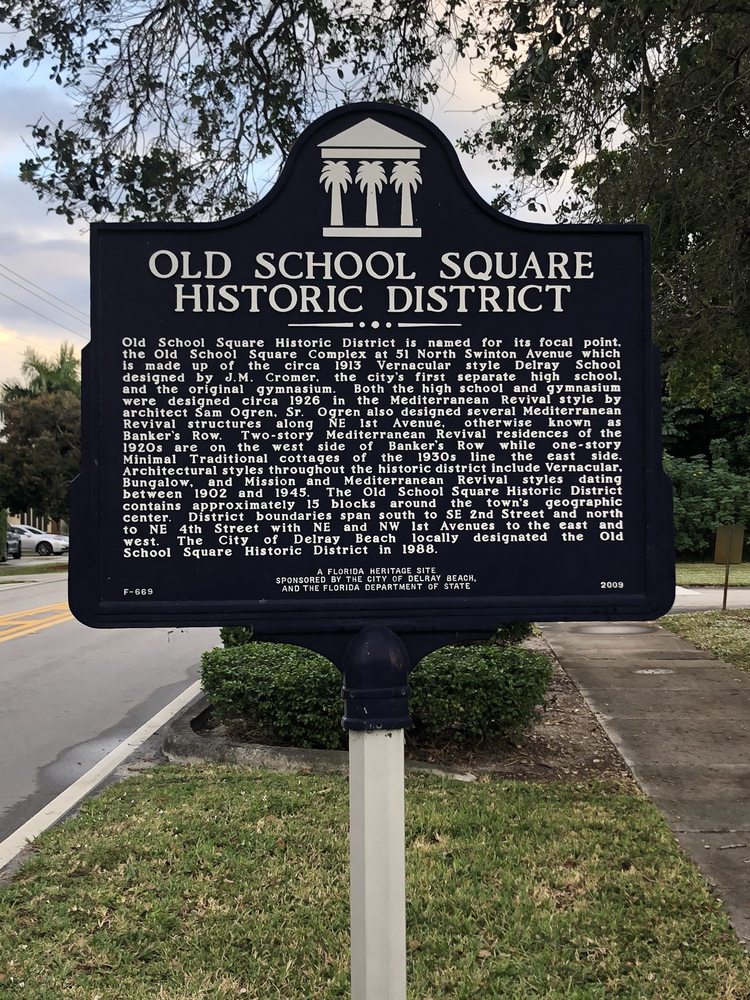 OLD SCHOOL SQUARE
HISTORIC DISTRICT
Old School Square Historic District is named for its focal point,
the Old School Square Complex at 51 North Swinton Avenue which
is made up of the circa 1913 Vernacular style Delray School
designed by J.M. Cromer, the city's first separate high school,
and the original gymnasium. Both the high school and gymnasium
were designed circa 1926 in the Mediterranean Revival style by
architect Sam Ogren, Sr. Ogren also designed several Mediterranean
Revival structures along NE 1st Avenue, otherwise known as
Banker's Row. Two-story Mediterranean Revival residences of the
1920s are on the west side of Banker's Row while one-story
Minimal Traditional cottages of the 1930s line the east side.
Architectural styles throughout the historic district include Vernacular,
Bungalow, and Mission and Mediterranean Revival styles dating
between 1902 and 1945. The Old School Square Historic District
contains approximately 15 blocks around the town's geographic
center. District boundaries span south to SE 2nd Street and north
to NE 4th Street with NE and NW 1st Avenues to the east and
west. The City of Delray Beach locally designated the Old
School Square Historic District in 1988.
A FLORIDA HERITAGE SITE
SPONSORED BY THE CITY OF DELRAY BEACH,
AND THE FLORIDA DEPARTMENT OF STATE
F-669 2009